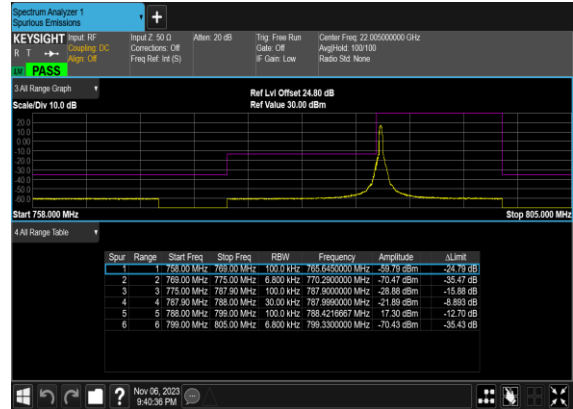 Spectrum Analyzer 1
Spurious Emissions
KEYSIGHT Input: RF Input Z: 50 Ω Atten: 20 dB Trig: Free Run Center Freq: 22.005000000 GHz
R T Coupling: DC Corrections: Off Gate: Off Avg|Hold: 100/100
Align: Off Freq Ref: Int (S) IF Gain: Low Radio Std: None
PASS
3 All Range Graph
Ref Lvl Offset 24.80 dB
Scale/Div 10.0 dB Ref Value 30.00 dBm
20.0
10.0
0.00
-10.0
-20.0
-30.0
-40.0
-50.0
-60.0
Start 758.000 MHz Stop 805.000 MHz
4 All Range Table
Spur Range Start Freq Stop Freq RBW Frequency Amplitude ΔLimit
1 1 758.00 MHz 769.00 MHz 100.0 kHz 765.6450000 MHz -59.79 dBm -24.79 dB
2 2 769.00 MHz 775.00 MHz 6.800 kHz 770.2900000 MHz -70.47 dBm -35.47 dB
3 3 775.00 MHz 787.90 MHz 100.0 kHz 787.9000000 MHz -28.88 dBm -15.88 dB
4 4 787.90 MHz 788.00 MHz 30.00 kHz 787.9990000 MHz -21.89 dBm -8.893 dB
5 5 788.00 MHz 799.00 MHz 100.0 kHz 788.4216667 MHz 17.30 dBm -12.70 dB
6 6 799.00 MHz 805.00 MHz 6.800 kHz 799.3300000 MHz -70.43 dBm -35.43 dB
? Nov 06, 2023
9:40:36 PM